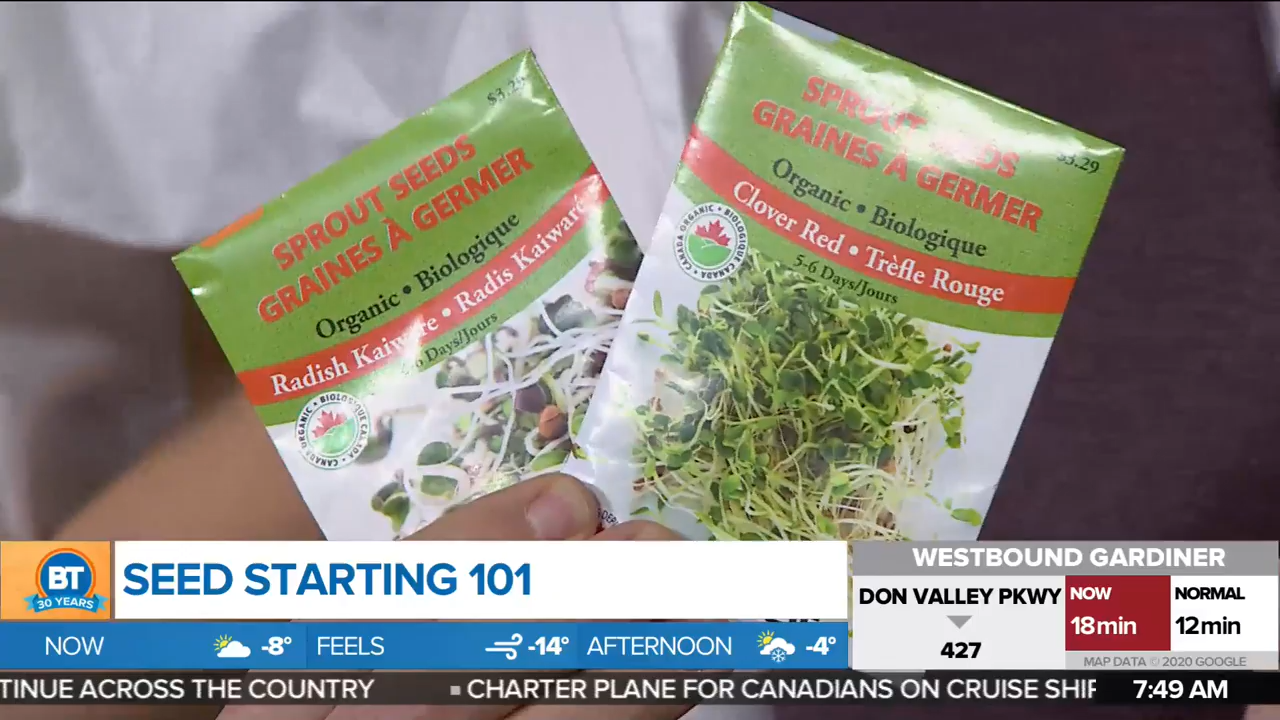 $3.29
SPROUT SEEDS
GRAINES À GERMER
Organic • Biologique
Radish Kaiware • Radis Kaiware
Days/Jours
CANADA ORGANIC • BIOLOGIQUE CANADA
$3.29
SPROUT SEEDS
GRAINES À GERMER
Organic • Biologique
Clover Red • Trèfle Rouge
5-6 Days/Jours
CANADA ORGANIC • BIOLOGIQUE CANADA
BT
30 YEARS
SEED STARTING 101
NOW -8° FEELS -14° AFTERNOON -4°
WESTBOUND GARDINER
DON VALLEY PKWY
427
NOW
18min
NORMAL
12min
MAP DATA © 2020 GOOGLE
TINUE ACROSS THE COUNTRY ▪ CHARTER PLANE FOR CANADIANS ON CRUISE SHIP
7:49 AM